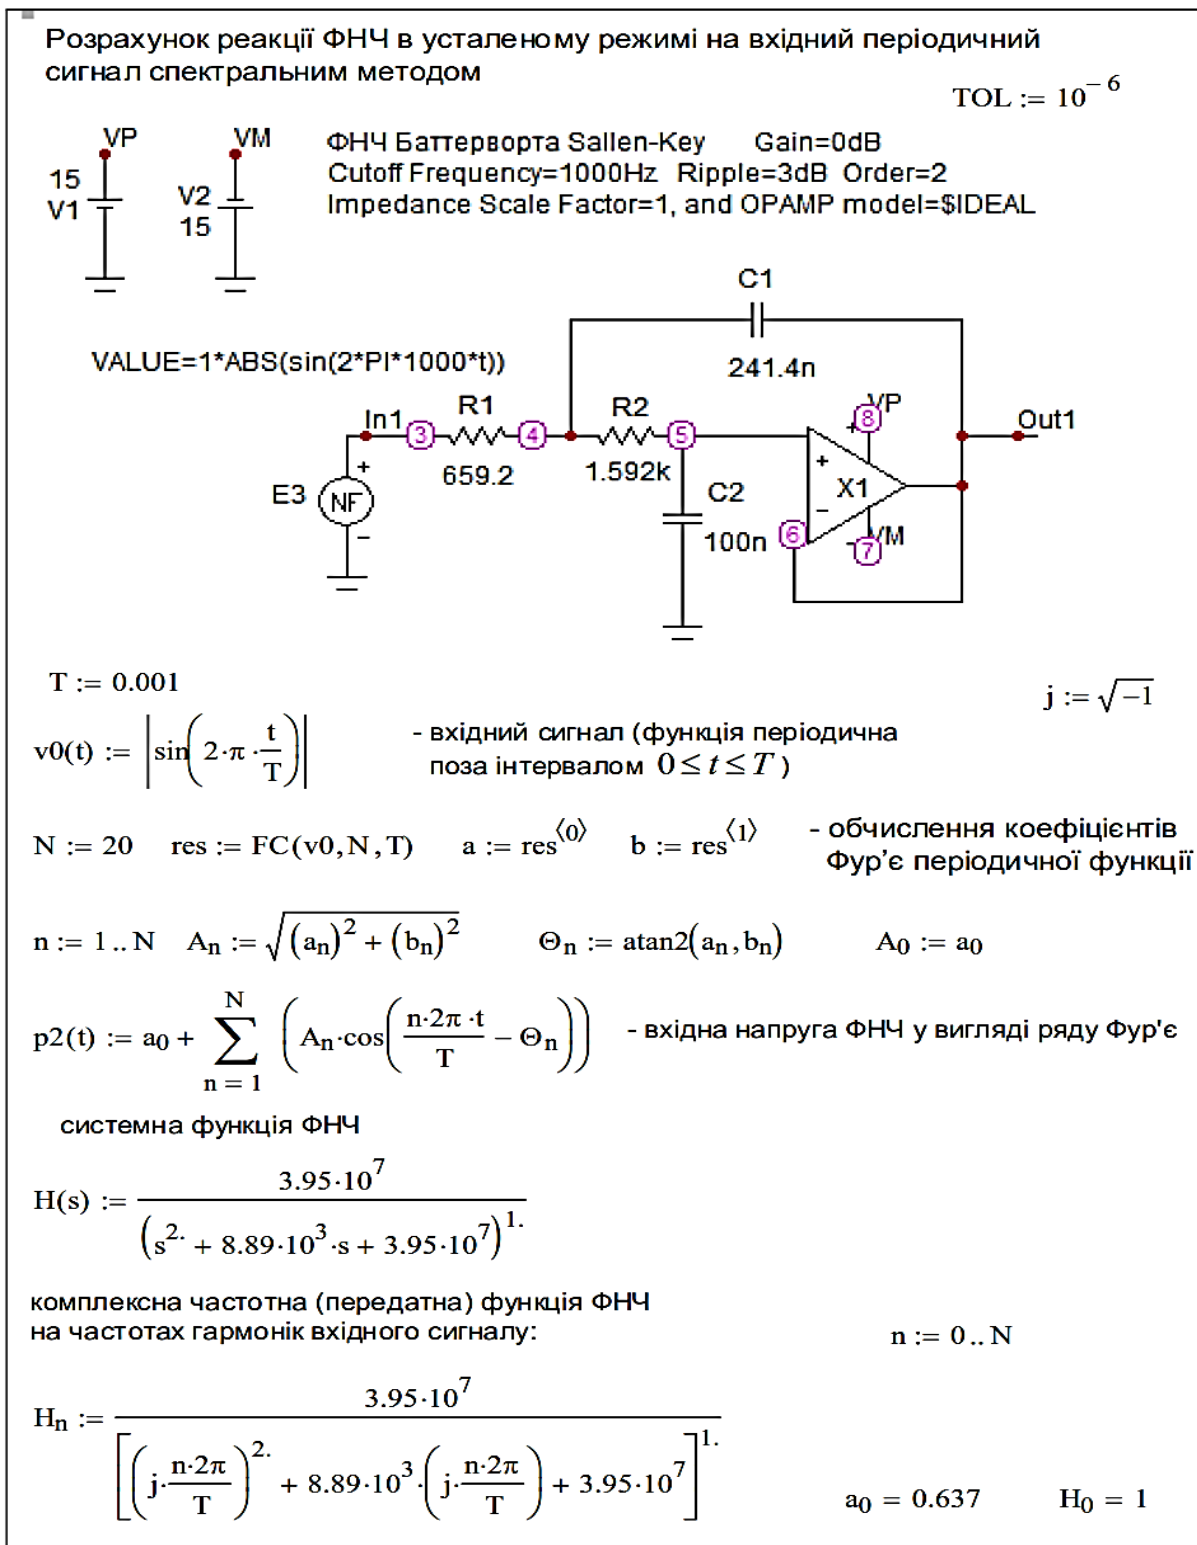 Розрахунок реакції ФНЧ в усталеному режимі на вхідний періодичний
сигнал спектральним методом
TOL := 10^-6
VP
VM
ФНЧ Баттерворта Sallen-Key Gain=0dB
Cutoff Frequency=1000Hz Ripple=3dB Order=2
Impedance Scale Factor=1, and OPAMP model=$IDEAL
15
V1
V2
15
C1
241.4n
VALUE=1*ABS(sin(2*PI*1000*t))
In1
3
R1
659.2
4
R2
1.592k
5
8
VP
Out1
E3
+
NF
-
C2
100n
+
X1
-
6
VM
7
T := 0.001
j := √-1
v0(t) := |sin(2·π·t/T)|
- вхідний сигнал (функція періодична
поза інтервалом 0 ≤ t ≤ T )
N := 20 res := FC(v0,N,T) a := res^⟨0⟩ b := res^⟨1⟩
- обчислення коефіцієнтів
Фур'є періодичної функції
n := 1 .. N A_n := √((a_n)^2 + (b_n)^2) Θ_n := atan2(a_n,b_n) A_0 := a_0
p2(t) := a_0 + ∑_{n = 1}^{N} (A_n·cos(n·2π·t/T − Θ_n)) - вхідна напруга ФНЧ у вигляді ряду Фур'є
системна функція ФНЧ
H(s) := 3.95·10^7 / (s^2. + 8.89·10^3·s + 3.95·10^7)^1.
комплексна частотна (передатна) функція ФНЧ
на частотах гармонік вхідного сигналу:
n := 0 .. N
H_n := 3.95·10^7 / [(j·n·2π/T)^2. + 8.89·10^3·(j·n·2π/T) + 3.95·10^7]^1.
a_0 = 0.637 H_0 = 1